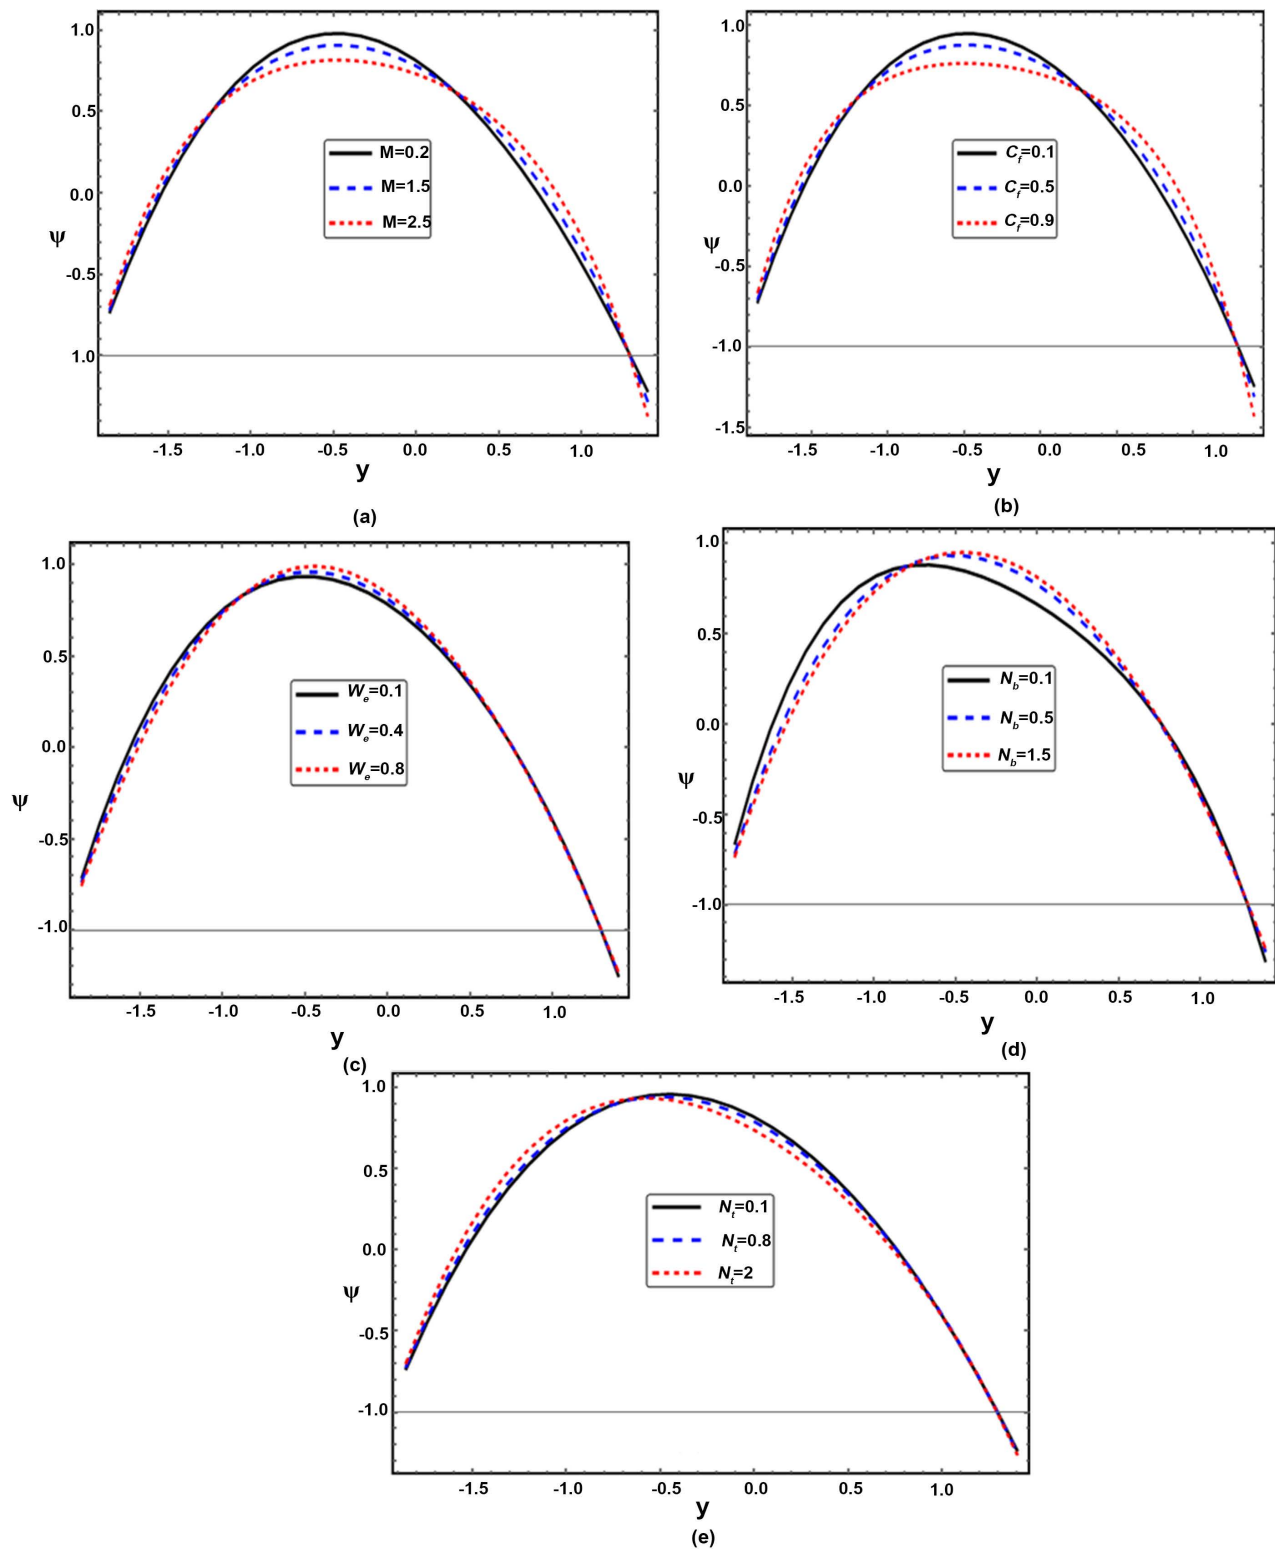 1.0
0.5
0.0
-0.5
1.0
ψ
M=0.2
M=1.5
M=2.5
-1.5 -1.0 -0.5 0.0 0.5 1.0
y
(a)
1.0
0.5
0.0
-0.5
-1.0
-1.5
ψ
C_f=0.1
C_f=0.5
C_f=0.9
-1.5 -1.0 -0.5 0.0 0.5 1.0
y
(b)
1.0
0.5
0.0
-0.5
-1.0
ψ
W_e=0.1
W_e=0.4
W_e=0.8
-1.5 -1.0 -0.5 0.0 0.5 1.0
y
(c)
1.0
0.5
0.0
-0.5
-1.0
ψ
N_b=0.1
N_b=0.5
N_b=1.5
-1.5 -1.0 -0.5 0.0 0.5 1.0
y
(d)
1.0
0.5
0.0
-0.5
-1.0
ψ
N_t=0.1
N_t=0.8
N_t=2
-1.5 -1.0 -0.5 0.0 0.5 1.0
y
(e)